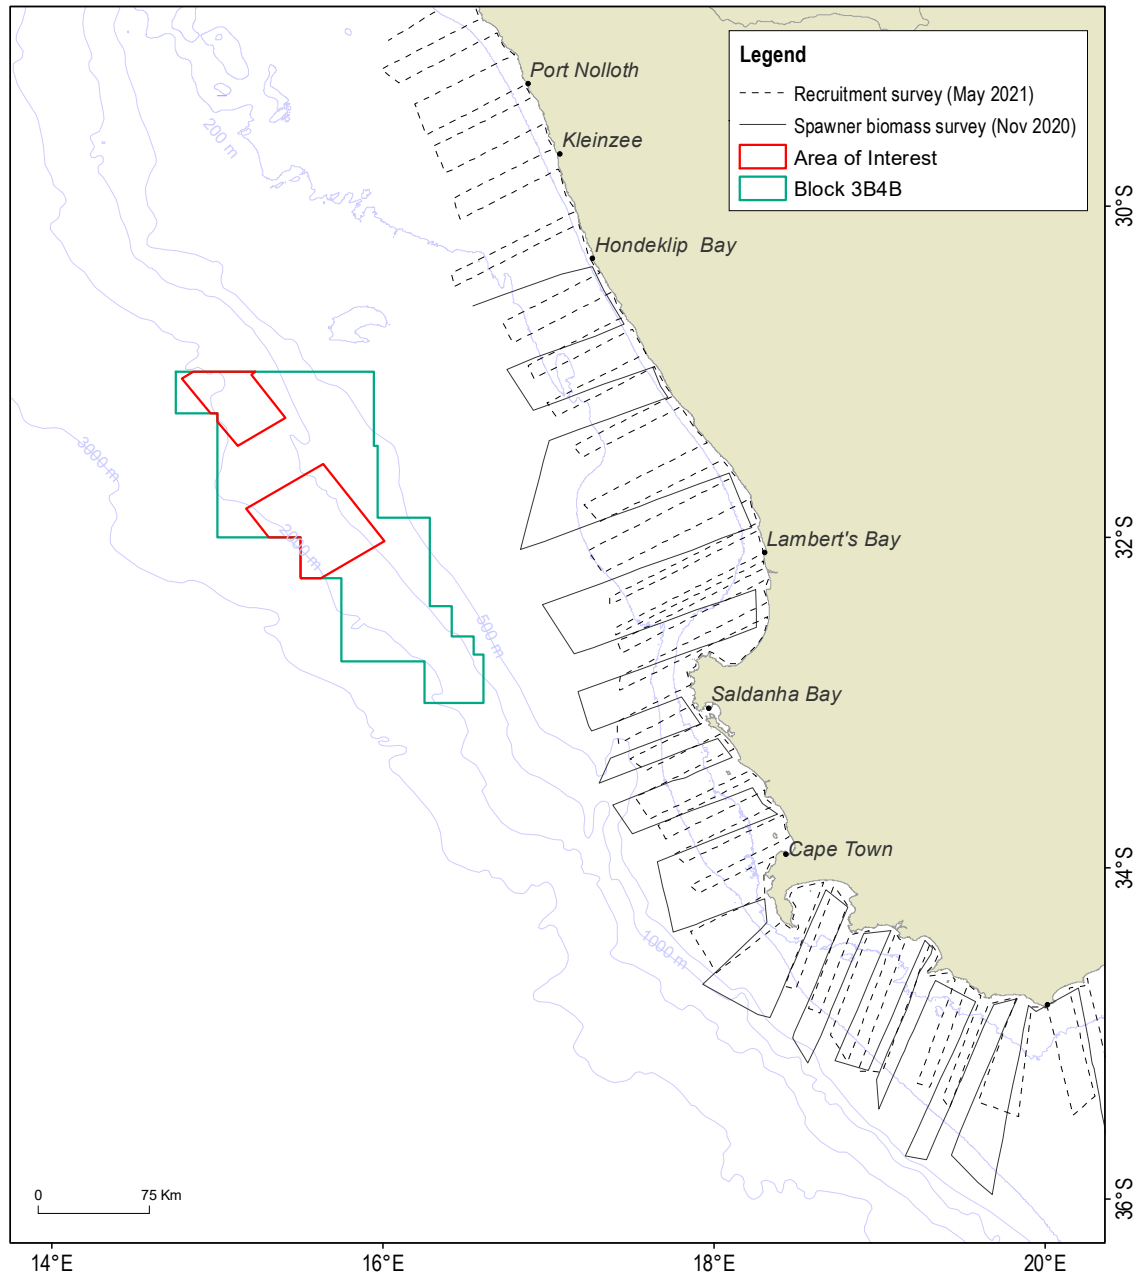 Legend
Recruitment survey (May 2021)
Spawner biomass survey (Nov 2020)
Area of Interest
Block 3B4B
Port Nolloth
Kleinzee
Hondeklip Bay
Lambert's Bay
Saldanha Bay
Cape Town
200 m
3000 m
2000 m
500 m
1000 m
30°S
32°S
34°S
36°S
0 75 Km
14°E 16°E 18°E 20°E